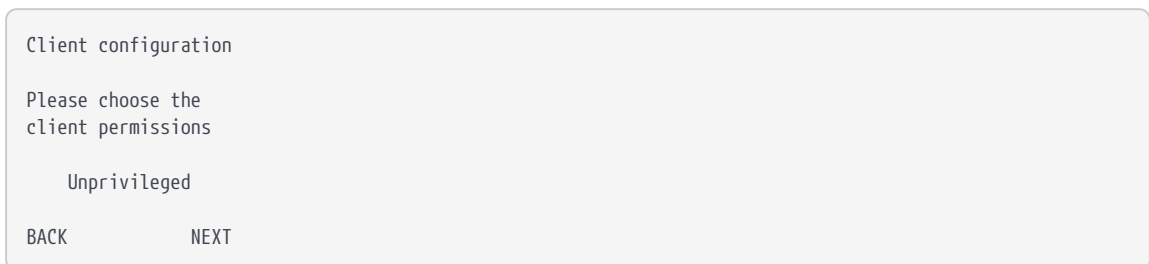 Client configuration
Please choose the
client permissions
Unprivileged
BACK NEXT